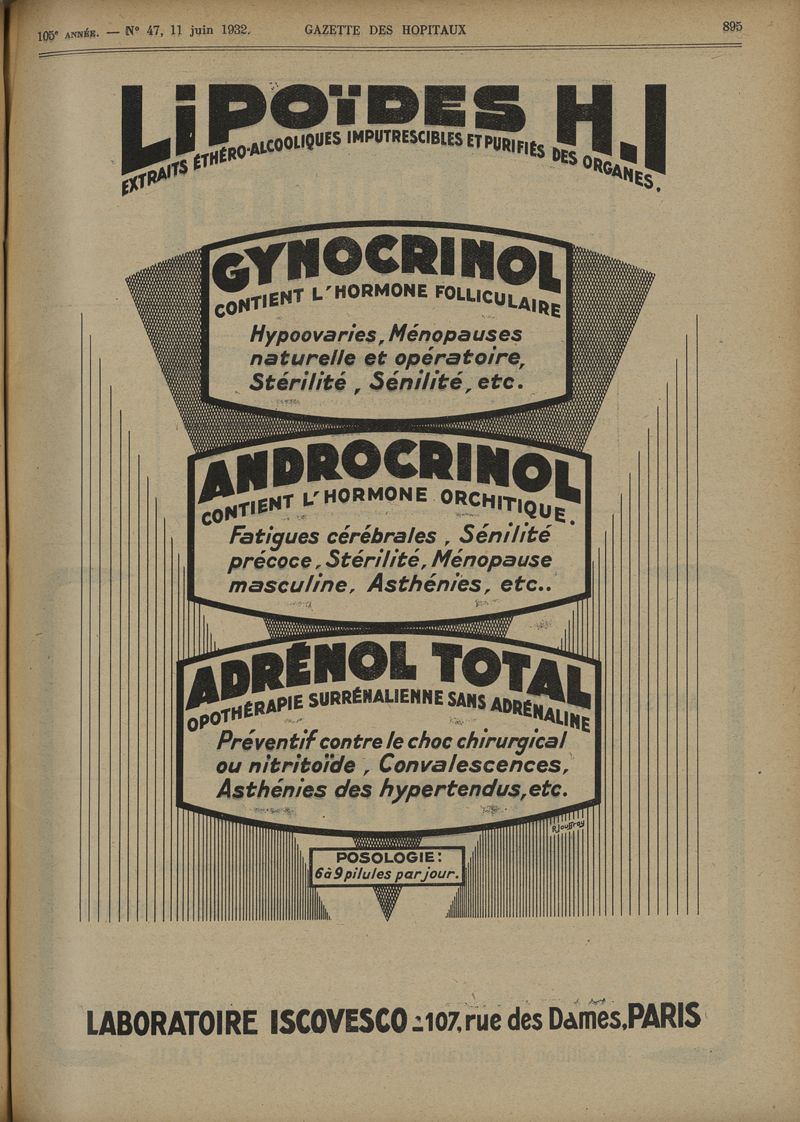 105e ANNÉE. — N° 47, 11 juin 1932. GAZETTE DES HOPITAUX 895
LiPOÏDES H.I
EXTRAITS ÉTHÉRO-ALCOOLIQUES IMPUTRESCIBLES ET PURIFIÉS DES ORGANES.
GYNOCRINOL
CONTIENT L'HORMONE FOLLICULAIRE
Hypoovaries, Ménopauses
naturelle et opératoire,
Stérilité, Sénilité, etc.
ANDROCRINOL
CONTIENT L'HORMONE ORCHITIQUE.
Fatigues cérébrales, Sénilité
précoce, Stérilité, Ménopause
masculine, Asthénies, etc..
ADRÉNOL TOTAL
OPOTHÉRAPIE SURRÉNALIENNE SANS ADRÉNALINE
Préventif contre le choc chirurgical
ou nitritoïde, Convalescences,
Asthénies des hypertendus, etc.
R. Jouffroy
POSOLOGIE:
6 à 9 pilules par jour.
LABORATOIRE ISCOVESCO :-107, rue des Dames, PARIS